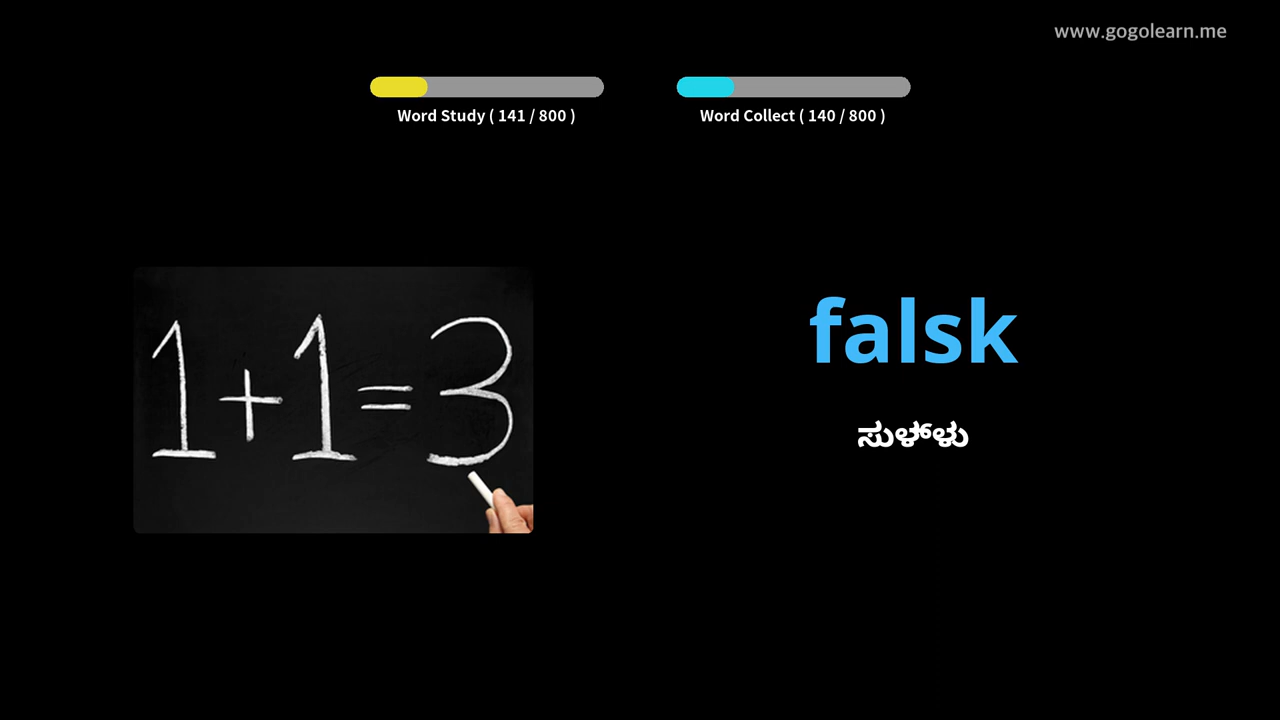 www.gogolearn.me
Word Study ( 141 / 800 )
Word Collect ( 140 / 800 )
1+1=3
falsk
ಸುಳ್ಳು